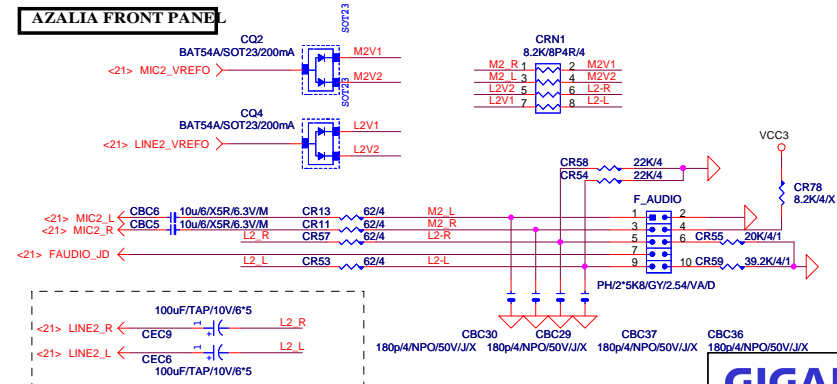 AZALIA FRONT PANEL
CQ2
BAT54A/SOT23/200mA
SOT23
<21> MIC2_VREFO
M2V1
M2V2
CQ4
BAT54A/SOT23/200mA
SOT23
<21> LINE2_VREFO
L2V1
L2V2
CRN1
8.2K/8P4R/4
M2_R 1 2 M2V1
M2_L 3 4 M2V2
L2V2 5 6 L2-R
L2V1 7 8 L2-L
VCC3
CR58 22K/4
CR54 22K/4
CR78
8.2K/4/X
F_AUDIO
<21> MIC2_L CBC6 10u/6/X5R/6.3V/M CR13 62/4 M2_L 1 2
<21> MIC2_R CBC5 10u/6/X5R/6.3V/M CR11 62/4 M2_R 3 4
L2_R CR57 62/4 L2-R 5 6 CR55 20K/4/1
<21> FAUDIO_JD 7
L2_L CR53 62/4 L2-L 9 10 CR59 39.2K/4/1
PH/2*5K8/GY/2.54/VA/D
100uF/TAP/10V/6*5
<21> LINE2_R 1 + L2_R
CEC9
<21> LINE2_L 1 + L2_L
CEC6
100uF/TAP/10V/6*5
CBC30 CBC29 CBC37 CBC36
180p/4/NPO/50V/J/X 180p/4/NPO/50V/J/X 180p/4/NPO/50V/J/X 180p/4/NPO/50V/J/X